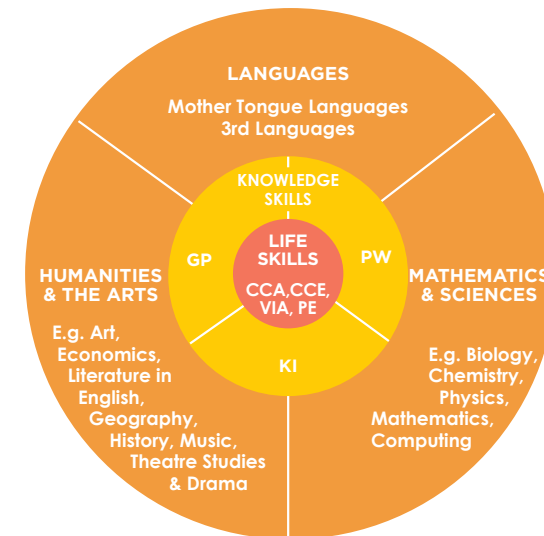 LANGUAGES
Mother Tongue Languages
3rd Languages
KNOWLEDGE
SKILLS
GP
PW
LIFE
SKILLS
CCA,CCE,
VIA, PE
KI
HUMANITIES
& THE ARTS
E.g. Art,
Economics,
Literature in
English,
Geography,
History, Music,
Theatre Studies
& Drama
MATHEMATICS
& SCIENCES
E.g. Biology,
Chemistry,
Physics,
Mathematics,
Computing